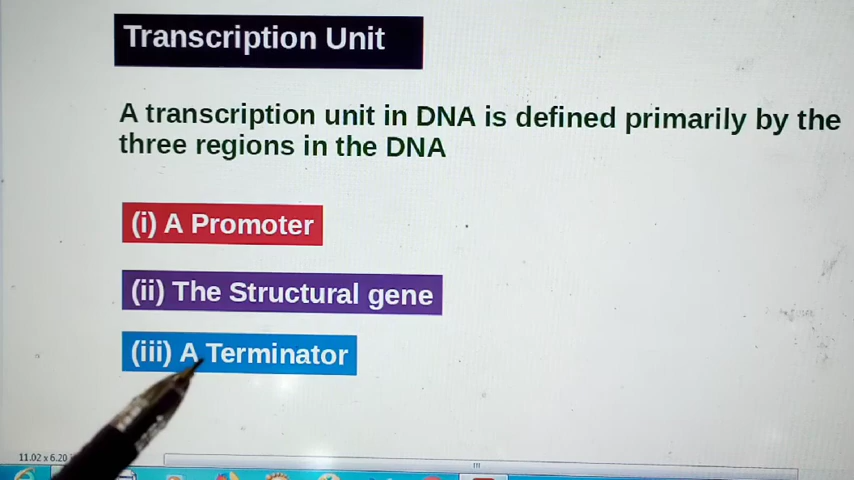 Transcription Unit
A transcription unit in DNA is defined primarily by the
three regions in the DNA
(i) A Promoter
(ii) The Structural gene
(iii) A Terminator
11.02 x 6.20